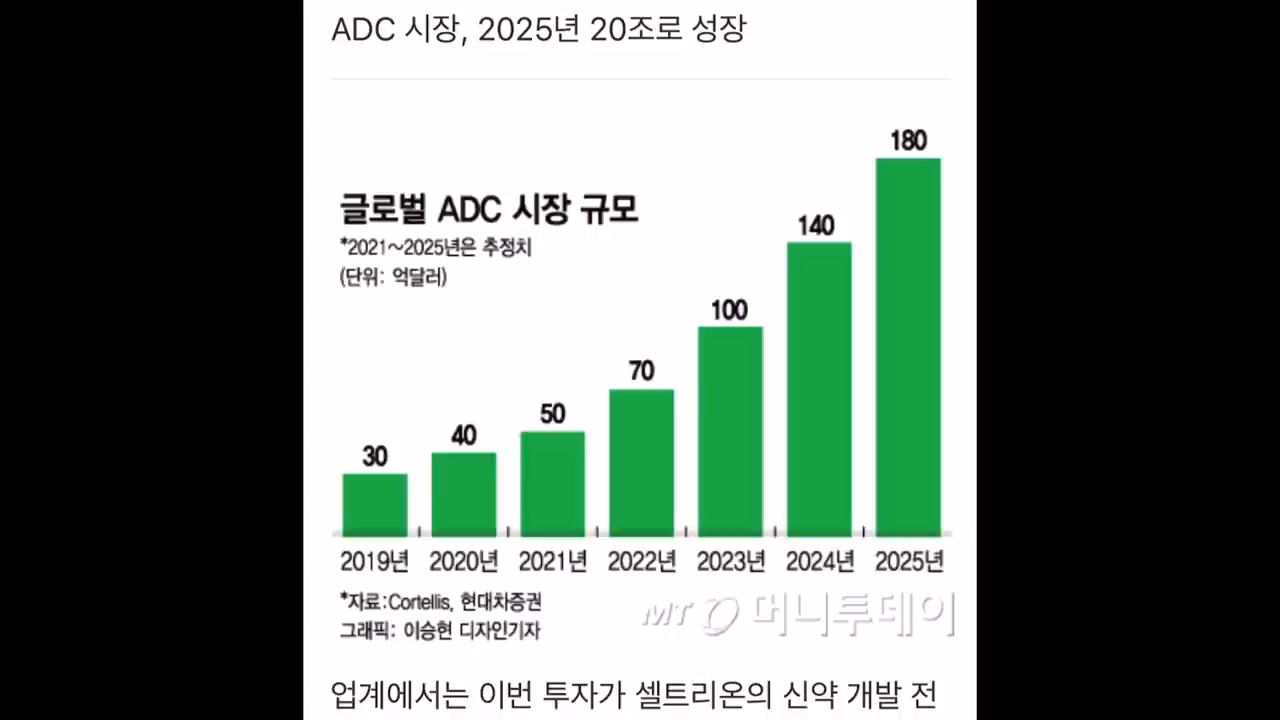 ADC 시장, 2025년 20조로 성장
글로벌 ADC 시장 규모
*2021~2025년은 추정치
(단위: 억달러)
30
40
50
70
100
140
180
2019년 2020년 2021년 2022년 2023년 2024년 2025년
*자료:Cortellis, 현대차증권
그래픽: 이승현 디자인기자
MT 머니투데이
업계에서는 이번 투자가 셀트리온의 신약 개발 전